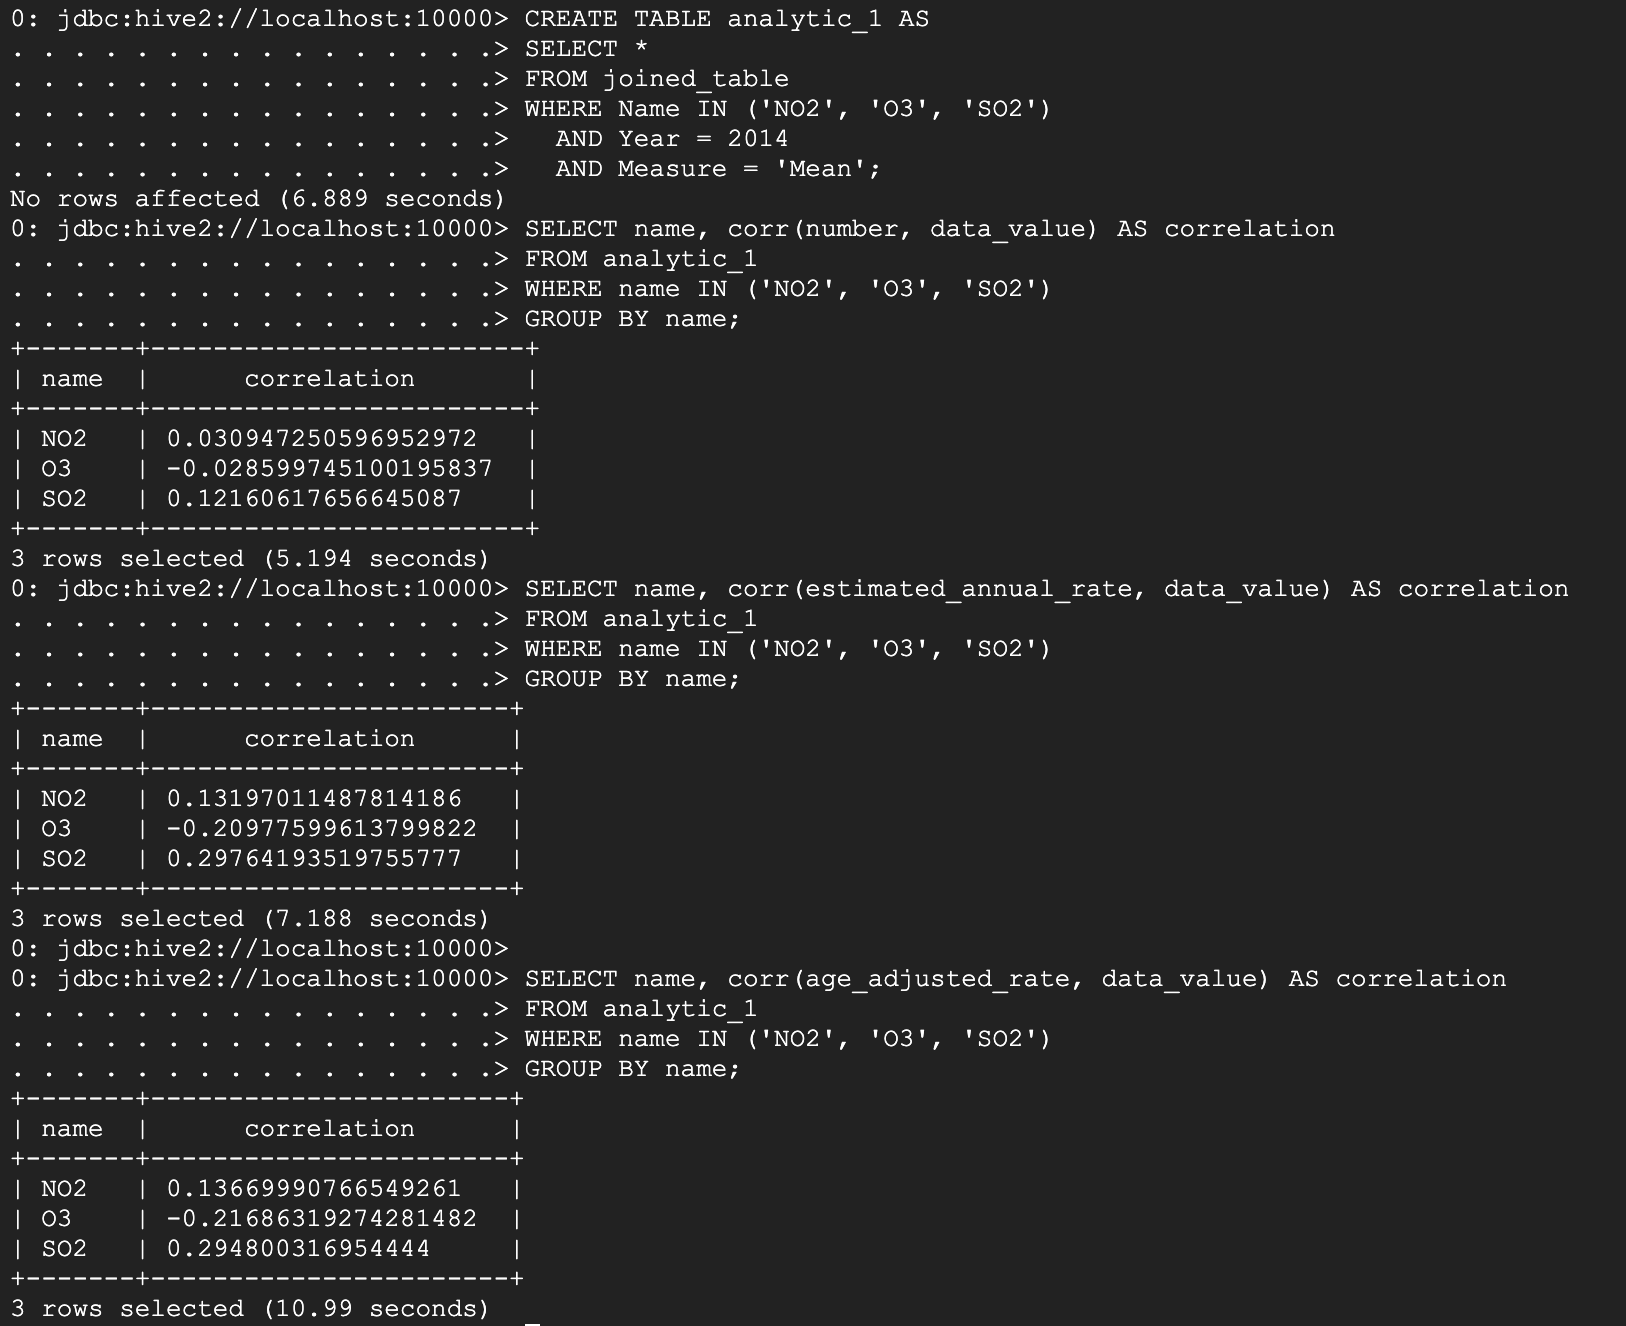 0: jdbc:hive2://localhost:10000> CREATE TABLE analytic_1 AS
. . . . . . . . . . . . . . . .> SELECT *
. . . . . . . . . . . . . . . .> FROM joined_table
. . . . . . . . . . . . . . . .> WHERE Name IN ('NO2', 'O3', 'SO2')
. . . . . . . . . . . . . . . .>   AND Year = 2014
. . . . . . . . . . . . . . . .>   AND Measure = 'Mean';
No rows affected (6.889 seconds)
0: jdbc:hive2://localhost:10000> SELECT name, corr(number, data_value) AS correlation
. . . . . . . . . . . . . . . .> FROM analytic_1
. . . . . . . . . . . . . . . .> WHERE name IN ('NO2', 'O3', 'SO2')
. . . . . . . . . . . . . . . .> GROUP BY name;
+-------+------------------------+
| name  |      correlation       |
+-------+------------------------+
| NO2   | 0.030947250596952972   |
| O3    | -0.028599745100195837  |
| SO2   | 0.12160617656645087    |
+-------+------------------------+
3 rows selected (5.194 seconds)
0: jdbc:hive2://localhost:10000> SELECT name, corr(estimated_annual_rate, data_value) AS correlation
. . . . . . . . . . . . . . . .> FROM analytic_1
. . . . . . . . . . . . . . . .> WHERE name IN ('NO2', 'O3', 'SO2')
. . . . . . . . . . . . . . . .> GROUP BY name;
+-------+-----------------------+
| name  |      correlation      |
+-------+-----------------------+
| NO2   | 0.13197011487814186   |
| O3    | -0.20977599613799822  |
| SO2   | 0.29764193519755777   |
+-------+-----------------------+
3 rows selected (7.188 seconds)
0: jdbc:hive2://localhost:10000>
0: jdbc:hive2://localhost:10000> SELECT name, corr(age_adjusted_rate, data_value) AS correlation
. . . . . . . . . . . . . . . .> FROM analytic_1
. . . . . . . . . . . . . . . .> WHERE name IN ('NO2', 'O3', 'SO2')
. . . . . . . . . . . . . . . .> GROUP BY name;
+-------+-----------------------+
| name  |      correlation      |
+-------+-----------------------+
| NO2   | 0.13669990766549261   |
| O3    | -0.21686319274281482  |
| SO2   | 0.294800316954444     |
+-------+-----------------------+
3 rows selected (10.99 seconds)